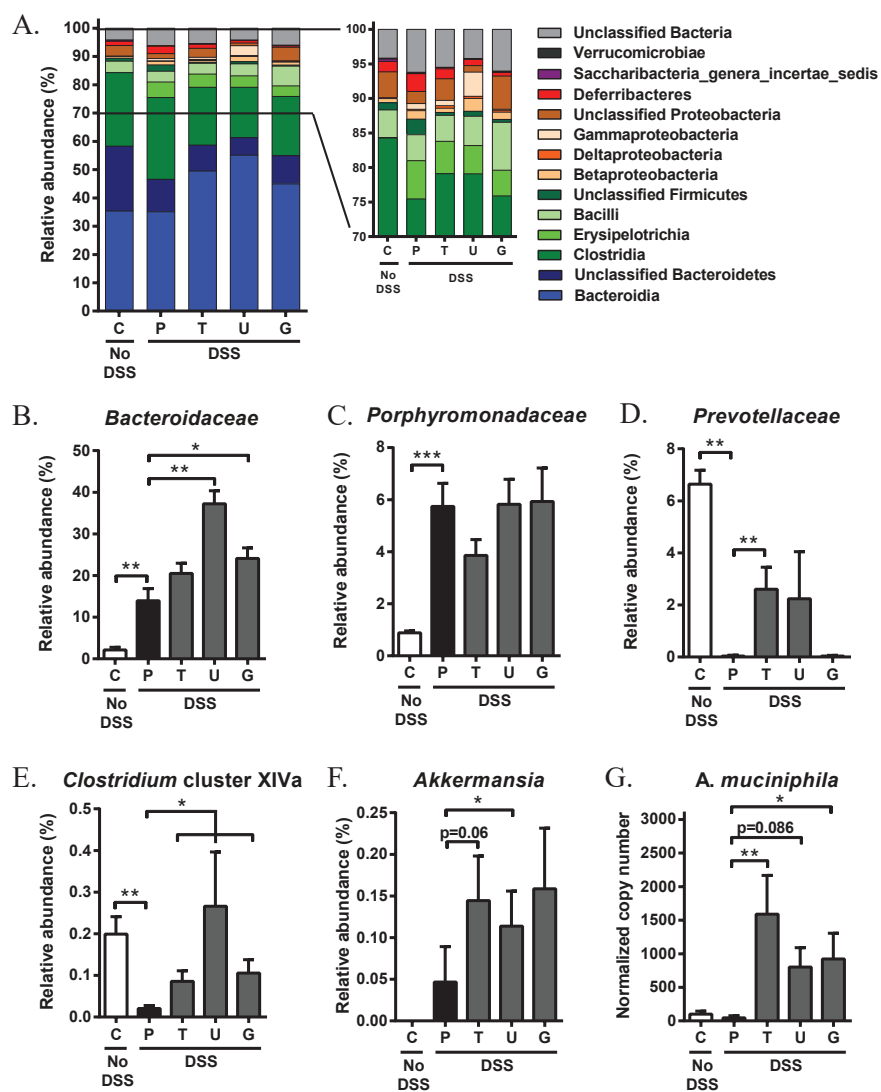 A.
Relative abundance (%)
100
90
80
70
60
50
40
30
20
10
0
C P T U G
No DSS
DSS
100
95
90
85
80
75
70
C P T U G
No DSS
DSS
Unclassified Bacteria
Verrucomicrobiae
Saccharibacteria_genera_incertae_sedis
Deferribacteres
Unclassified Proteobacteria
Gammaproteobacteria
Deltaproteobacteria
Betaproteobacteria
Unclassified Firmicutes
Bacilli
Erysipelotrichia
Clostridia
Unclassified Bacteroidetes
Bacteroidia
B.
Bacteroidaceae
Relative abundance (%)
50
40
30
20
10
0
**
**
*
C P T U G
No DSS
DSS
C.
Porphyromonadaceae
Relative abundance (%)
8
6
4
2
0
***
C P T U G
No DSS
DSS
D.
Prevotellaceae
Relative abundance (%)
8
6
4
2
0
**
**
C P T U G
No DSS
DSS
E.
Clostridium cluster XIVa
Relative abundance (%)
0.5
0.4
0.3
0.2
0.1
0.0
**
*
C P T U G
No DSS
DSS
F.
Akkermansia
Relative abundance (%)
0.25
0.20
0.15
0.10
0.05
0.00
*
p=0.06
C P T U G
No DSS
DSS
G.
A. muciniphila
Normalized copy number
3000
2500
2000
1500
1000
500
0
*
p=0.086
**
C P T U G
No DSS
DSS